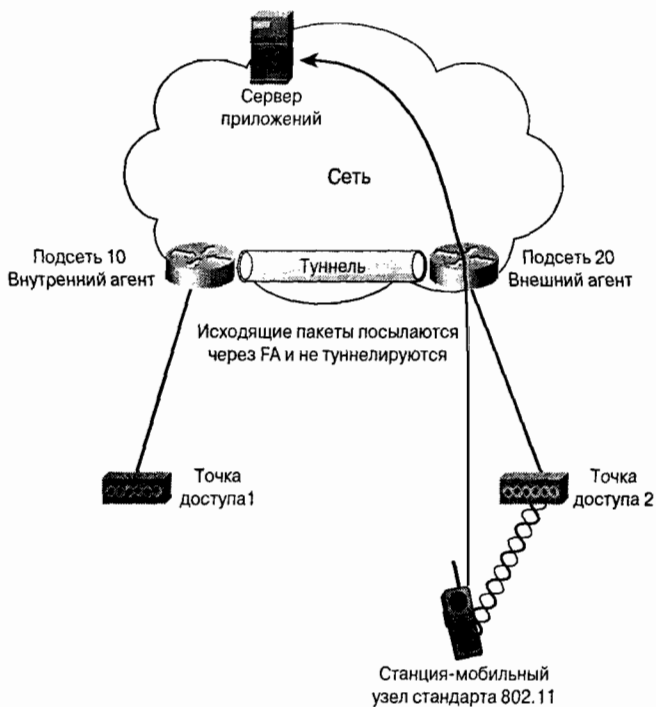 Сервер
приложений
Сеть
Подсеть 10
Внутренний агент
Туннель
Подсеть 20
Внешний агент
Исходящие пакеты посылаются
через FA и не туннелируются
Точка
доступа1
Точка
доступа 2
Станция-мобильный
узел стандарта 802.11